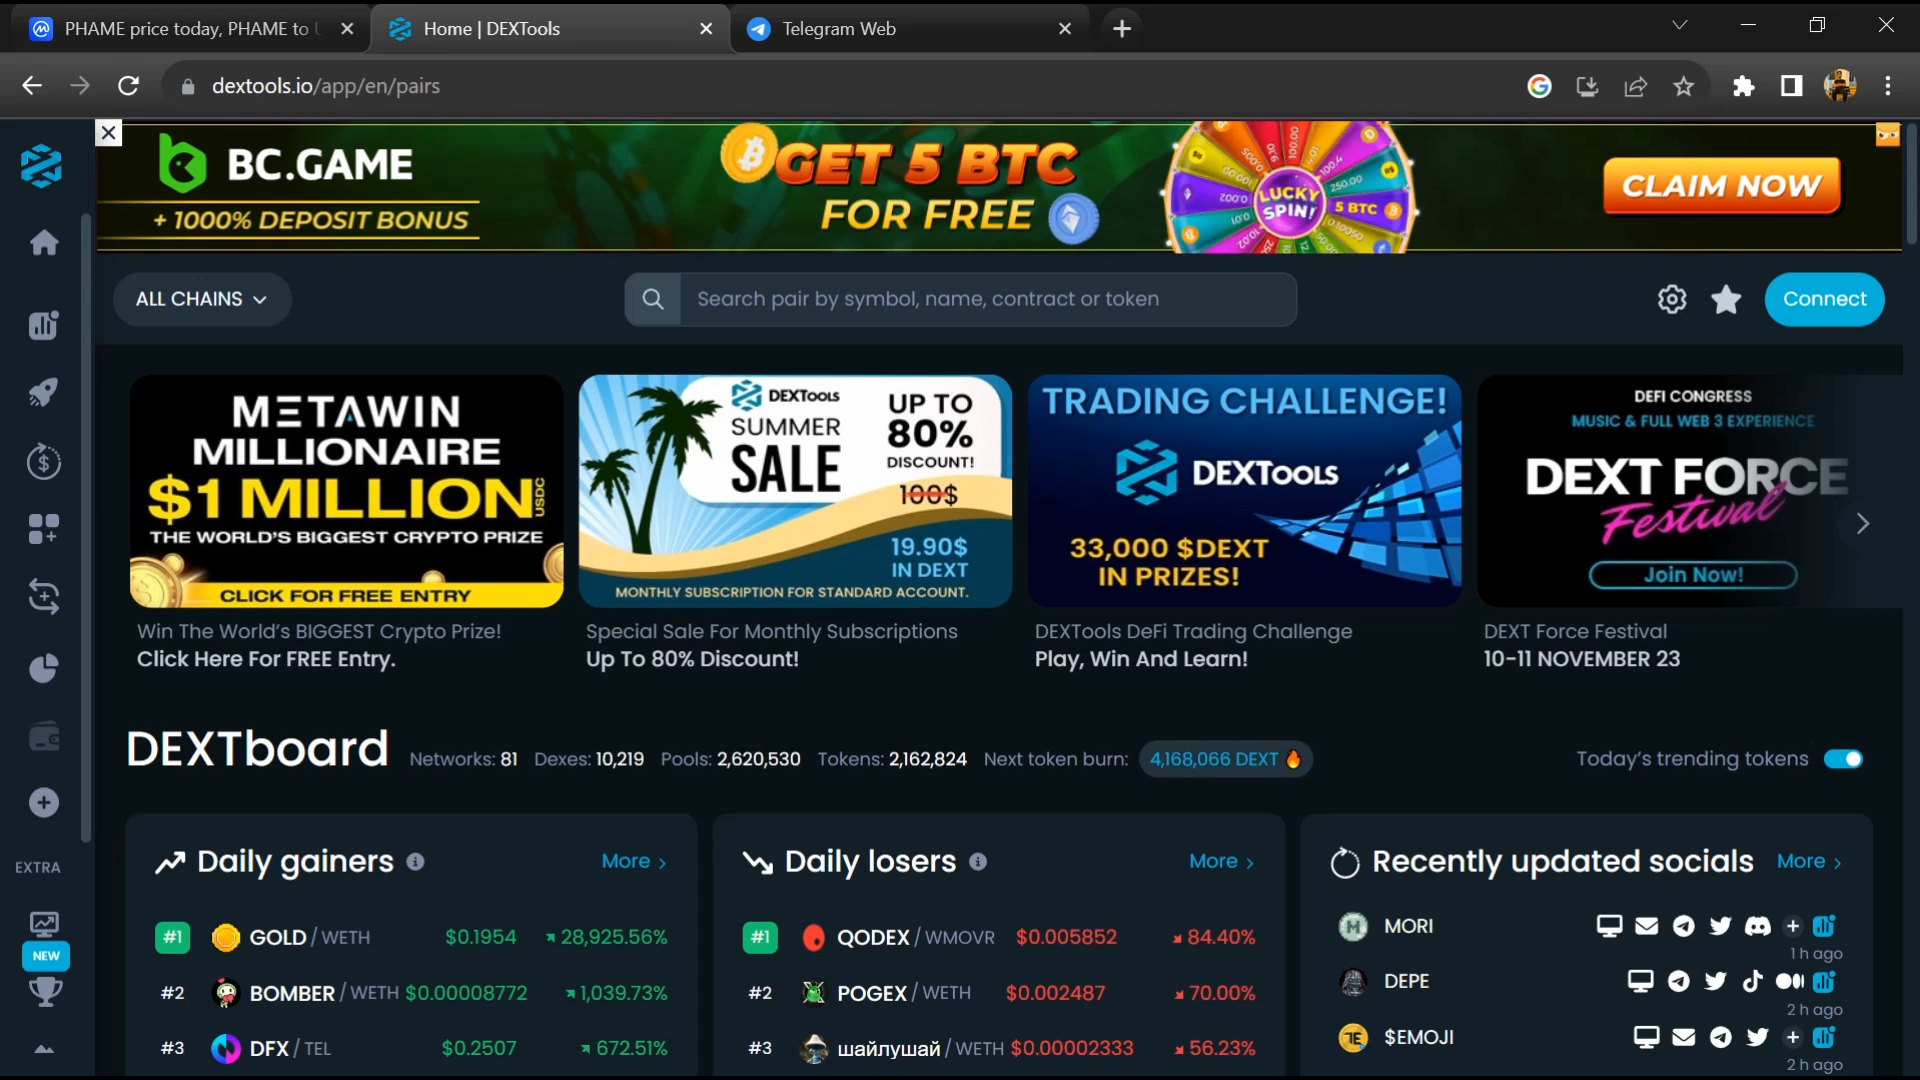 PHAME price today, PHAME to
Home | DEXTools
Telegram Web
dextools.io/app/en/pairs
BC.GAME
+ 1000% DEPOSIT BONUS
GET 5 BTC
FOR FREE
LUCKY
SPIN!
5 BTC
CLAIM NOW
ALL CHAINS
Search pair by symbol, name, contract or token
Connect
METAWIN
MILLIONAIRE
$1 MILLION USDC
THE WORLD'S BIGGEST CRYPTO PRIZE
CLICK FOR FREE ENTRY
Win The World's BIGGEST Crypto Prize!
Click Here For FREE Entry.
DEXTools
SUMMER
SALE
UP TO
80%
DISCOUNT!
100$
19.90$
IN DEXT
MONTHLY SUBSCRIPTION FOR STANDARD ACCOUNT.
Special Sale For Monthly Subscriptions
Up To 80% Discount!
TRADING CHALLENGE!
DEXTools
33,000 $DEXT
IN PRIZES!
DEXTools DeFi Trading Challenge
Play, Win And Learn!
DEFI CONGRESS
MUSIC & FULL WEB 3 EXPERIENCE
DEXT FORCE
Festival
Join Now!
DEXT Force Festival
10-11 NOVEMBER 23
DEXTboard
Networks: 81 Dexes: 10,219 Pools: 2,620,530 Tokens: 2,162,824 Next token burn: 4,168,066 DEXT
Today's trending tokens
EXTRA
NEW
Daily gainers
More
#1 GOLD / WETH $0.1954 28,925.56%
#2 BOMBER / WETH $0.00008772 1,039.73%
#3 DFX / TEL $0.2507 672.51%
Daily losers
More
#1 QODEX / WMOVR $0.005852 84.40%
#2 POGEX / WETH $0.002487 70.00%
#3 шайлушай / WETH $0.00002333 56.23%
Recently updated socials
More
MORI
1 h ago
DEPE
2 h ago
$EMOJI
2 h ago